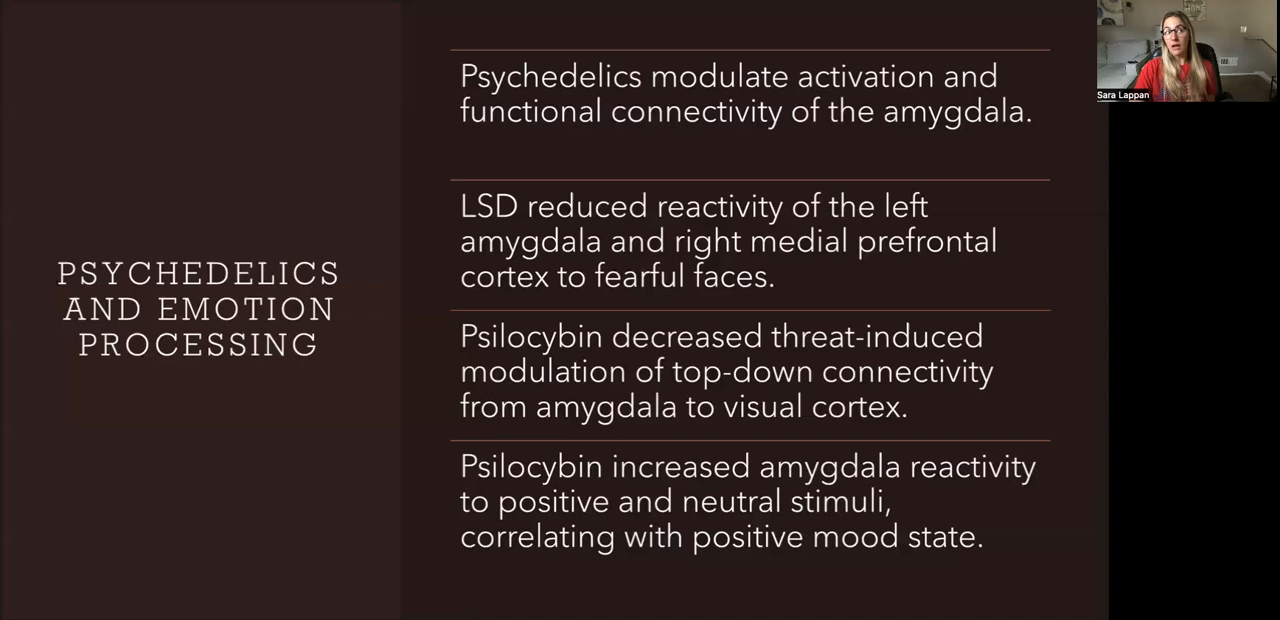 PSYCHEDELICS
AND EMOTION
PROCESSING
Psychedelics modulate activation and
functional connectivity of the amygdala.
LSD reduced reactivity of the left
amygdala and right medial prefrontal
cortex to fearful faces.
Psilocybin decreased threat-induced
modulation of top-down connectivity
from amygdala to visual cortex.
Psilocybin increased amygdala reactivity
to positive and neutral stimuli,
correlating with positive mood state.
Sara Lappan